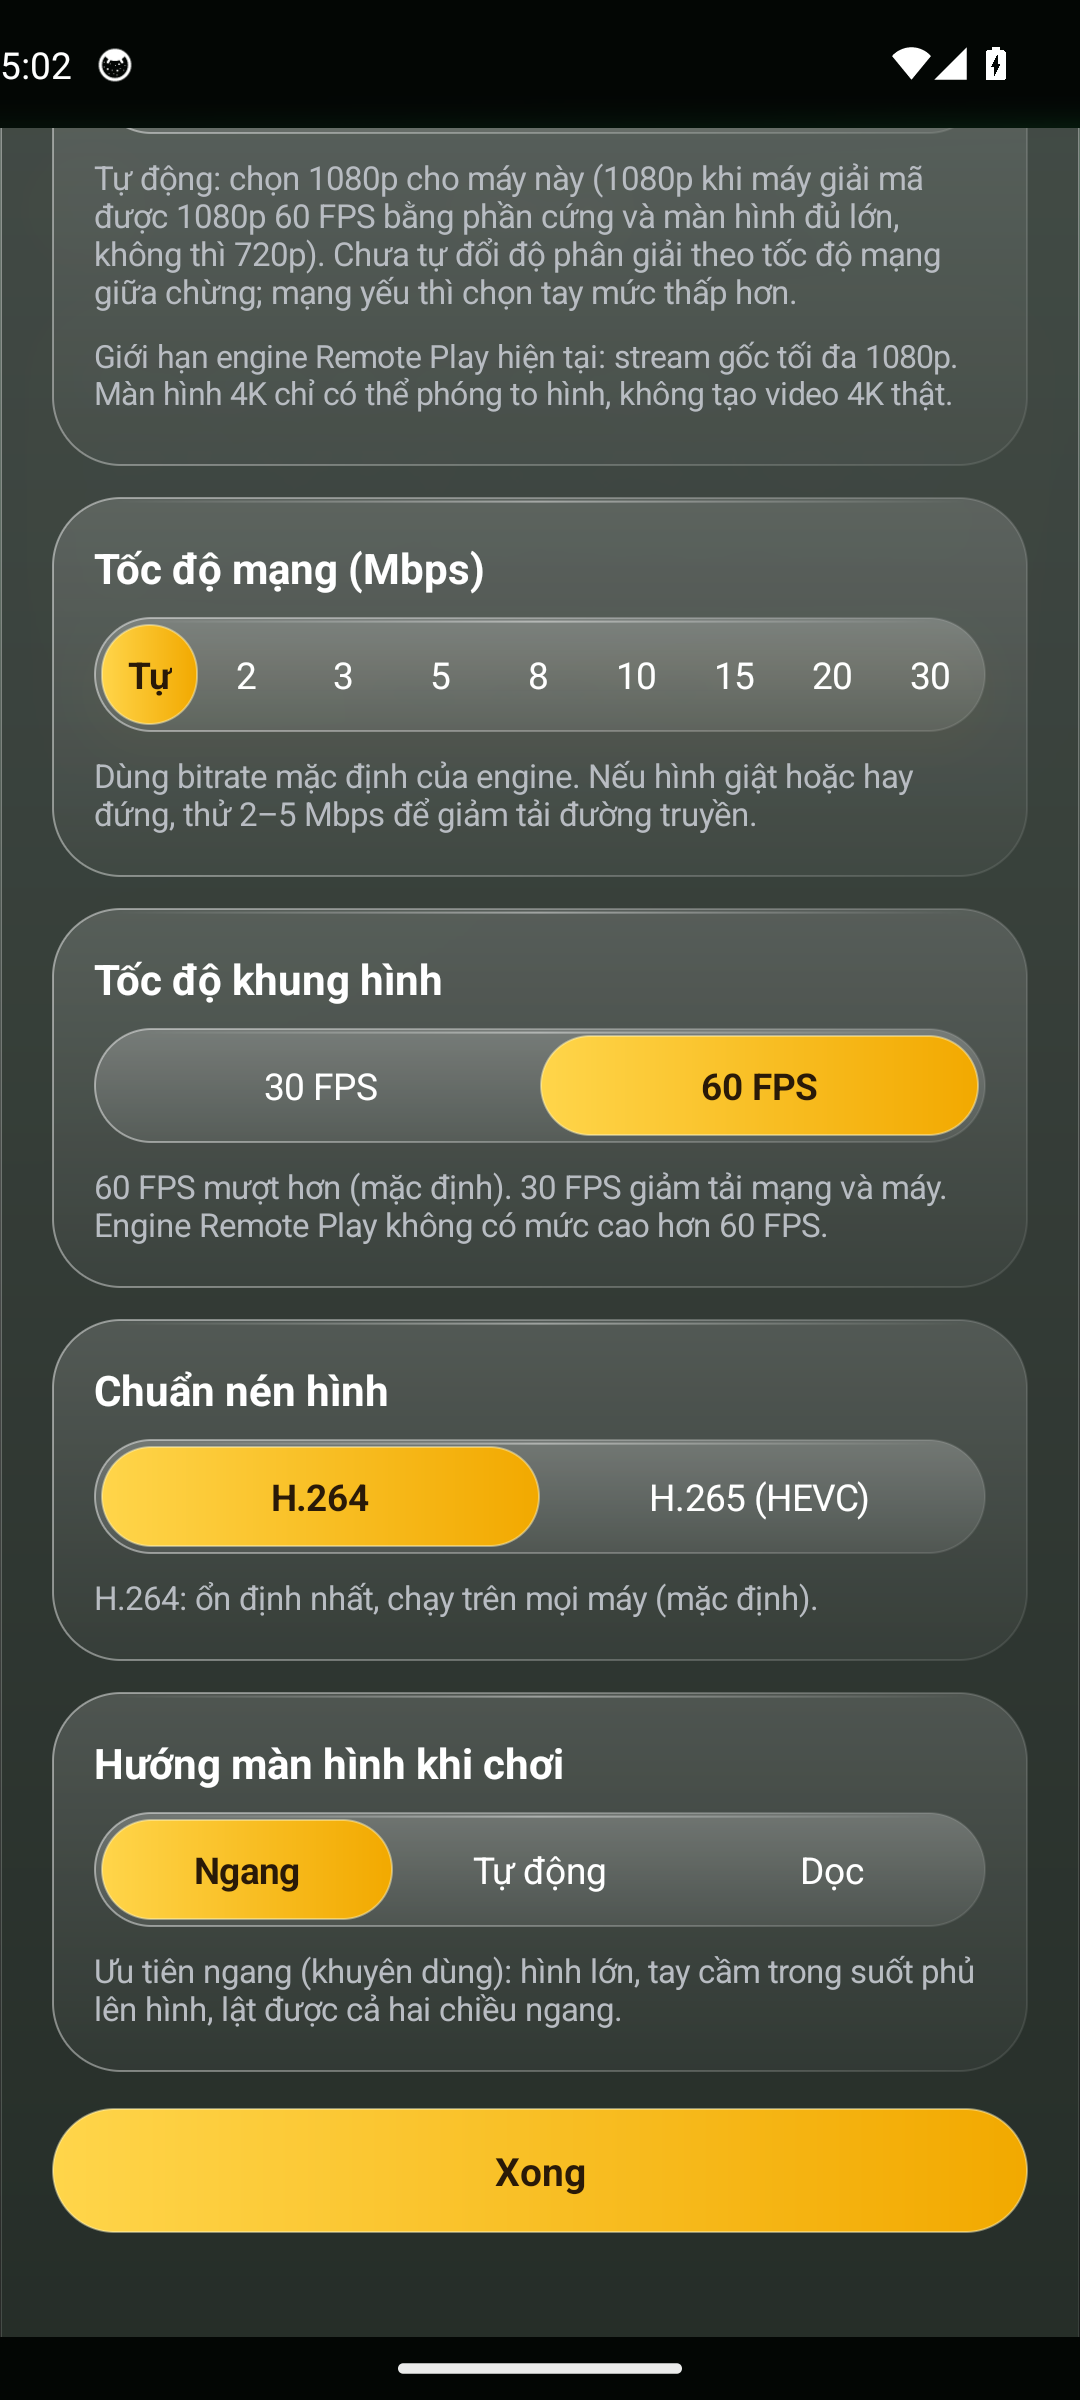 5:02
Tự động: chọn 1080p cho máy này (1080p khi máy giải mã
được 1080p 60 FPS bằng phần cứng và màn hình đủ lớn,
không thì 720p). Chưa tự đổi độ phân giải theo tốc độ mạng
giữa chừng; mạng yếu thì chọn tay mức thấp hơn.
Giới hạn engine Remote Play hiện tại: stream gốc tối đa 1080p.
Màn hình 4K chỉ có thể phóng to hình, không tạo video 4K thật.
Tốc độ mạng (Mbps)
Tự 2 3 5 8 10 15 20 30
Dùng bitrate mặc định của engine. Nếu hình giật hoặc hay
đứng, thử 2–5 Mbps để giảm tải đường truyền.
Tốc độ khung hình
30 FPS 60 FPS
60 FPS mượt hơn (mặc định). 30 FPS giảm tải mạng và máy.
Engine Remote Play không có mức cao hơn 60 FPS.
Chuẩn nén hình
H.264 H.265 (HEVC)
H.264: ổn định nhất, chạy trên mọi máy (mặc định).
Hướng màn hình khi chơi
Ngang Tự động Dọc
Ưu tiên ngang (khuyên dùng): hình lớn, tay cầm trong suốt phủ
lên hình, lật được cả hai chiều ngang.
Xong